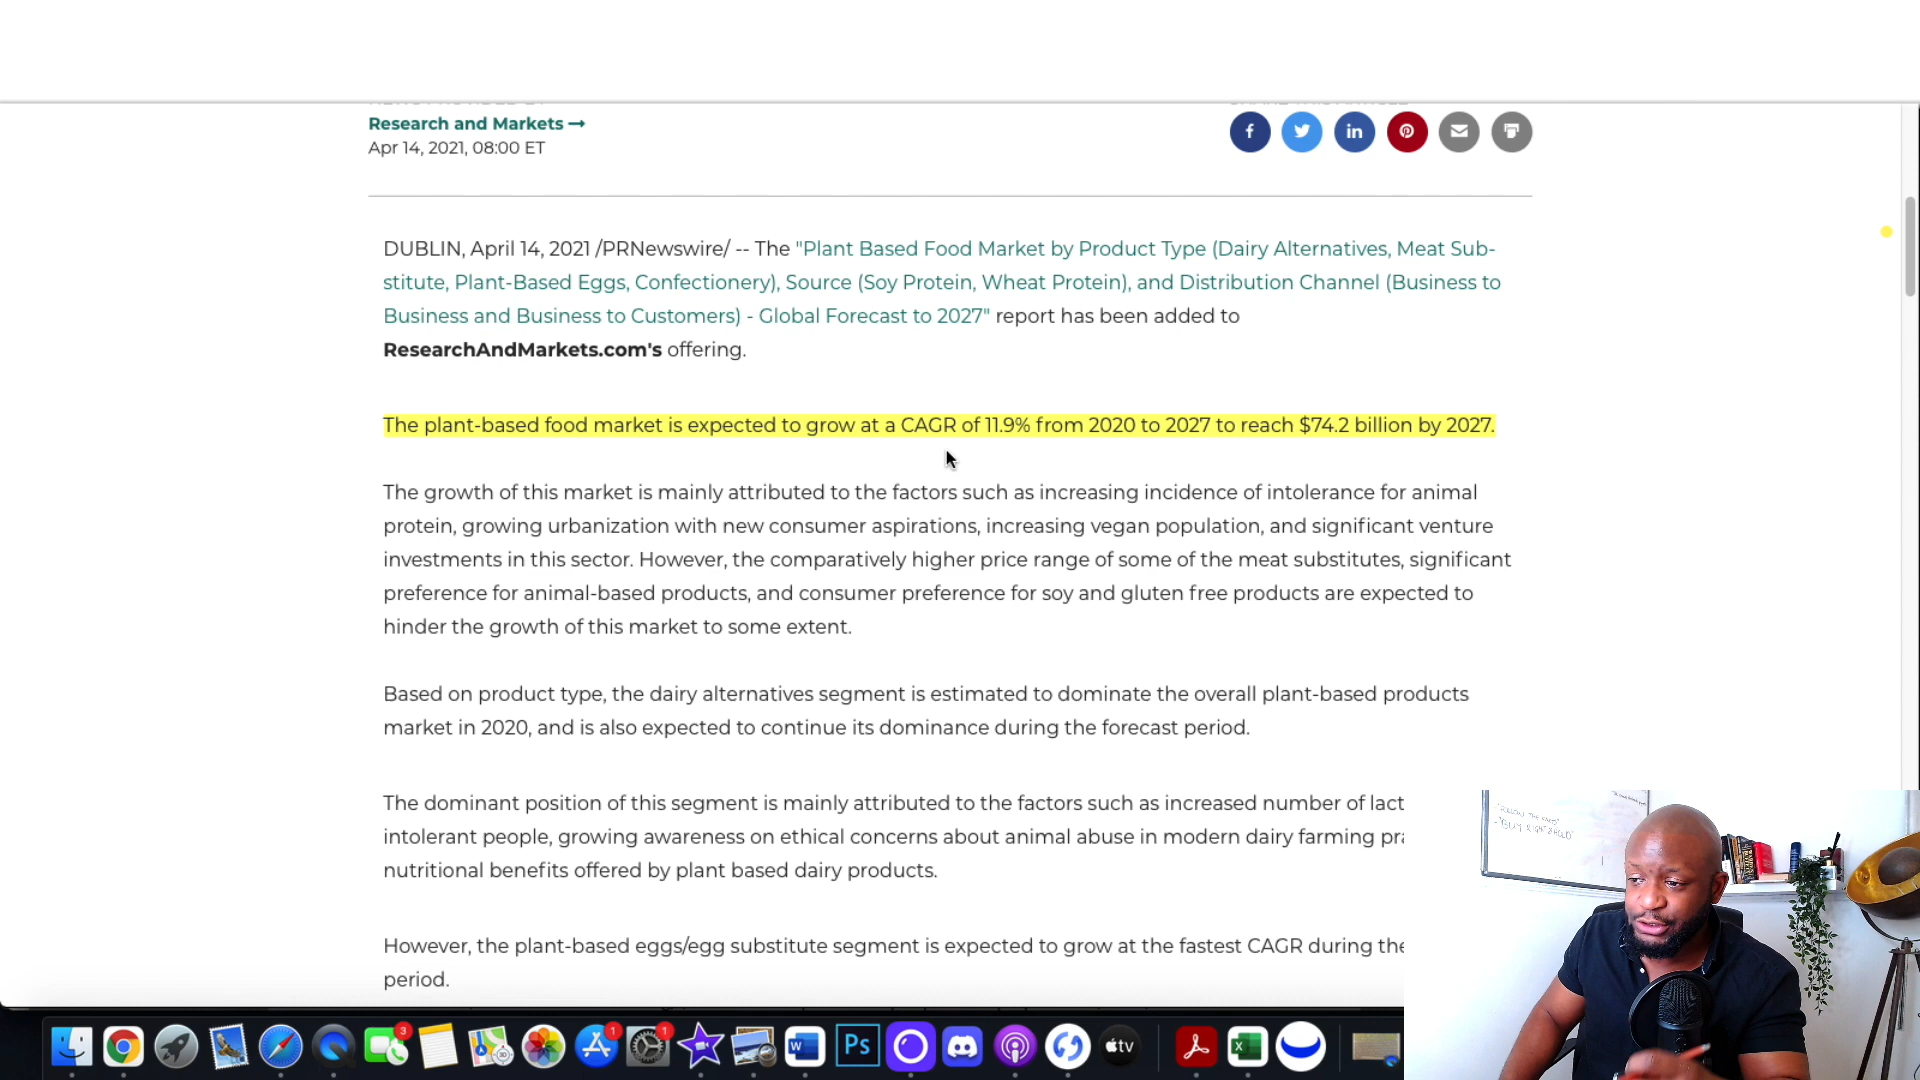 Research and Markets →
Apr 14, 2021, 08:00 ET
DUBLIN, April 14, 2021 /PRNewswire/ -- The "Plant Based Food Market by Product Type (Dairy Alternatives, Meat Sub-
stitute, Plant-Based Eggs, Confectionery), Source (Soy Protein, Wheat Protein), and Distribution Channel (Business to
Business and Business to Customers) - Global Forecast to 2027" report has been added to
ResearchAndMarkets.com's offering.
The plant-based food market is expected to grow at a CAGR of 11.9% from 2020 to 2027 to reach $74.2 billion by 2027.
The growth of this market is mainly attributed to the factors such as increasing incidence of intolerance for animal
protein, growing urbanization with new consumer aspirations, increasing vegan population, and significant venture
investments in this sector. However, the comparatively higher price range of some of the meat substitutes, significant
preference for animal-based products, and consumer preference for soy and gluten free products are expected to
hinder the growth of this market to some extent.
Based on product type, the dairy alternatives segment is estimated to dominate the overall plant-based products
market in 2020, and is also expected to continue its dominance during the forecast period.
The dominant position of this segment is mainly attributed to the factors such as increased number of lact
intolerant people, growing awareness on ethical concerns about animal abuse in modern dairy farming pra
nutritional benefits offered by plant based dairy products.
However, the plant-based eggs/egg substitute segment is expected to grow at the fastest CAGR during the
period.
3
1
1
W
Ps
tv
X